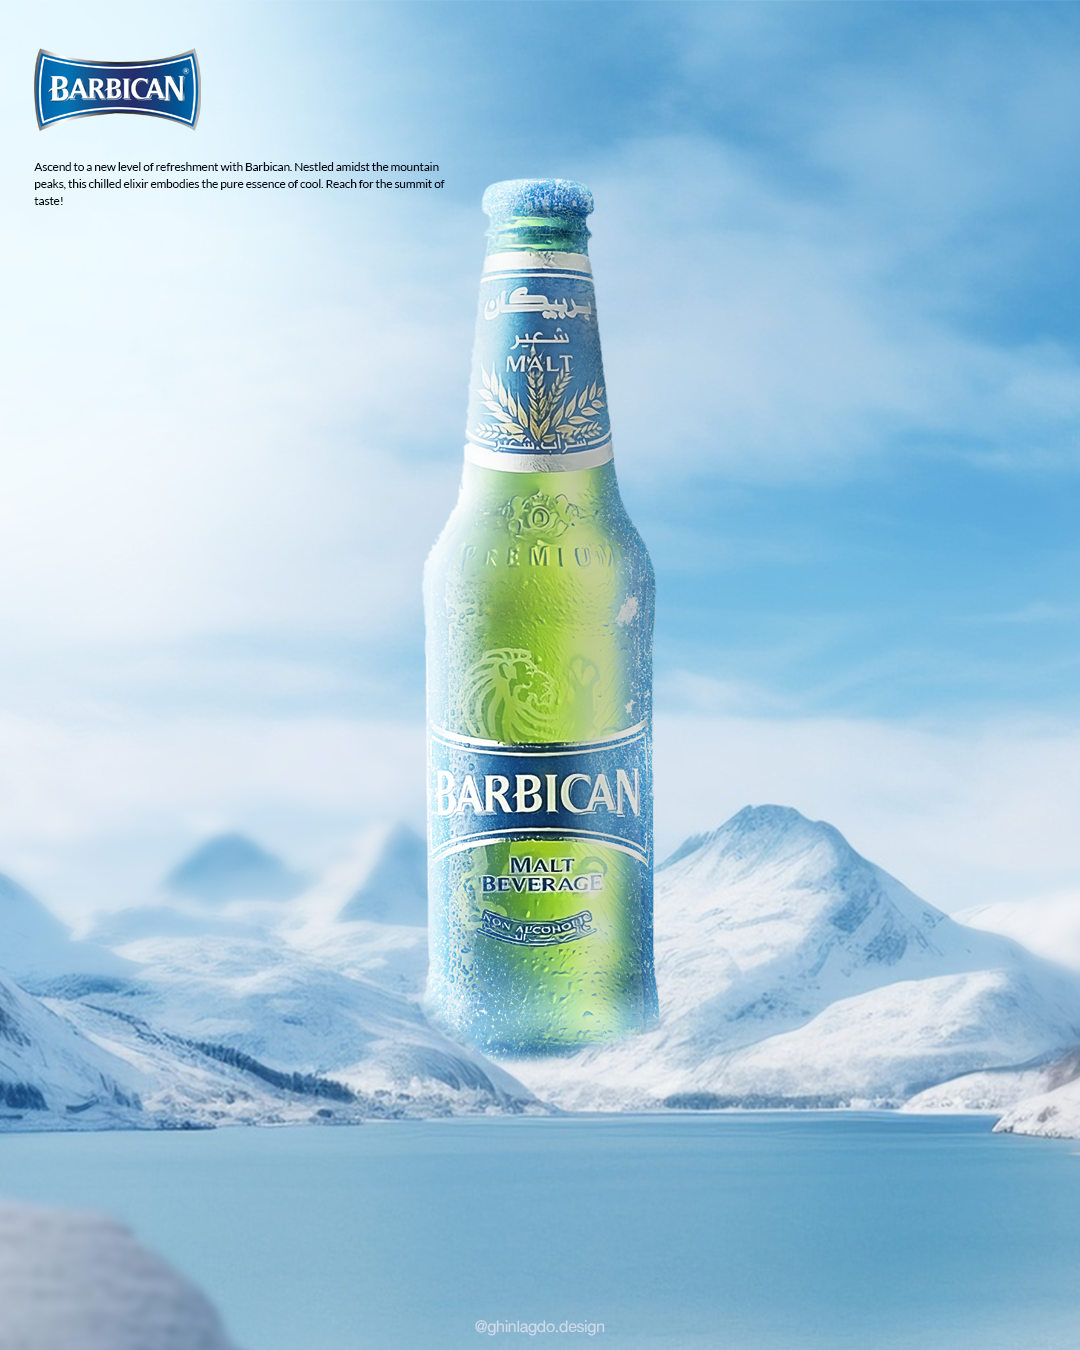 BARBICAN®
Ascend to a new level of refreshment with Barbican. Nestled amidst the mountain
peaks, this chilled elixir embodies the pure essence of cool. Reach for the summit of
taste!
بربيكان
شعير
MALT
شراب شعير
PREMIUM
BARBICAN
MALT
BEVERAGE
NON ALCOHOLIC
@ghinlagdo.design